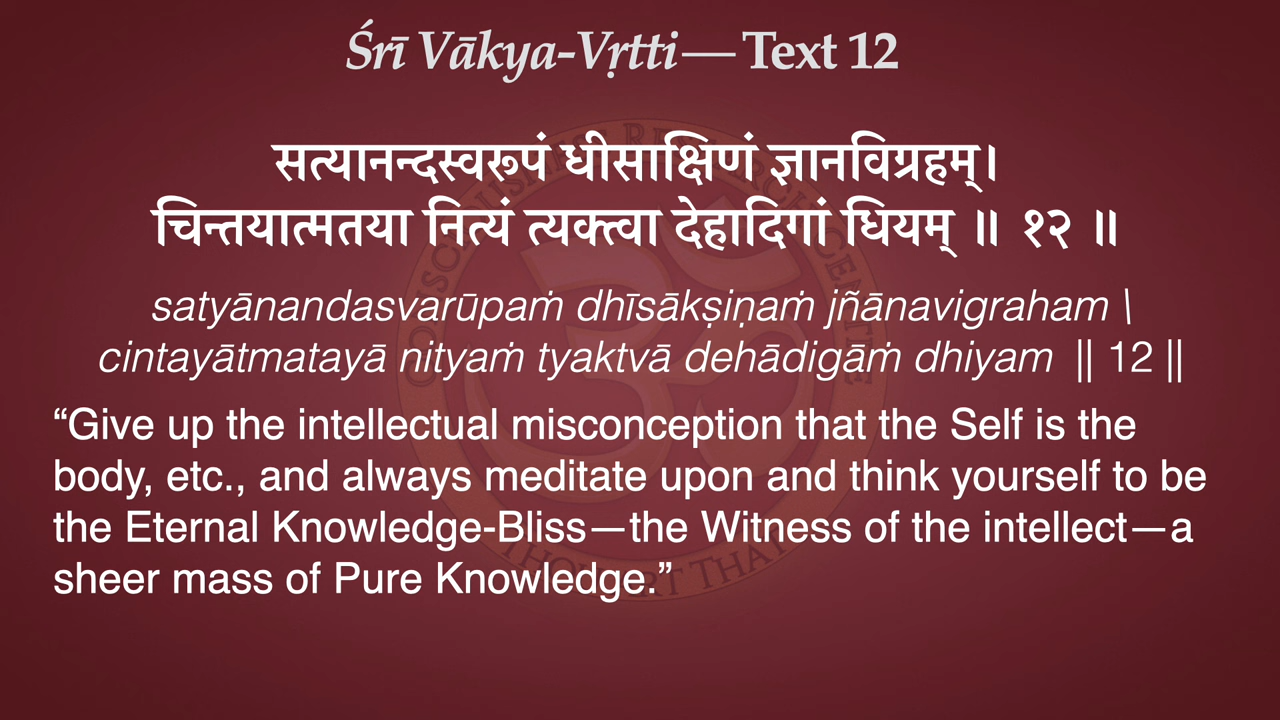 Śrī Vākya-Vṛtti—Text 12
सत्यानन्दस्वरूपं धीसाक्षिणं ज्ञानविग्रहम्।
चिन्तयात्मतया नित्यं त्यक्त्वा देहादिगां धियम् ॥ १२ ॥
satyānandasvarūpaṁ dhīsākṣiṇaṁ jñānavigraham \
cintayātmatayā nityaṁ tyaktvā dehādigāṁ dhiyam || 12 ||
“Give up the intellectual misconception that the Self is the
body, etc., and always meditate upon and think yourself to be
the Eternal Knowledge-Bliss—the Witness of the intellect—a
sheer mass of Pure Knowledge.”